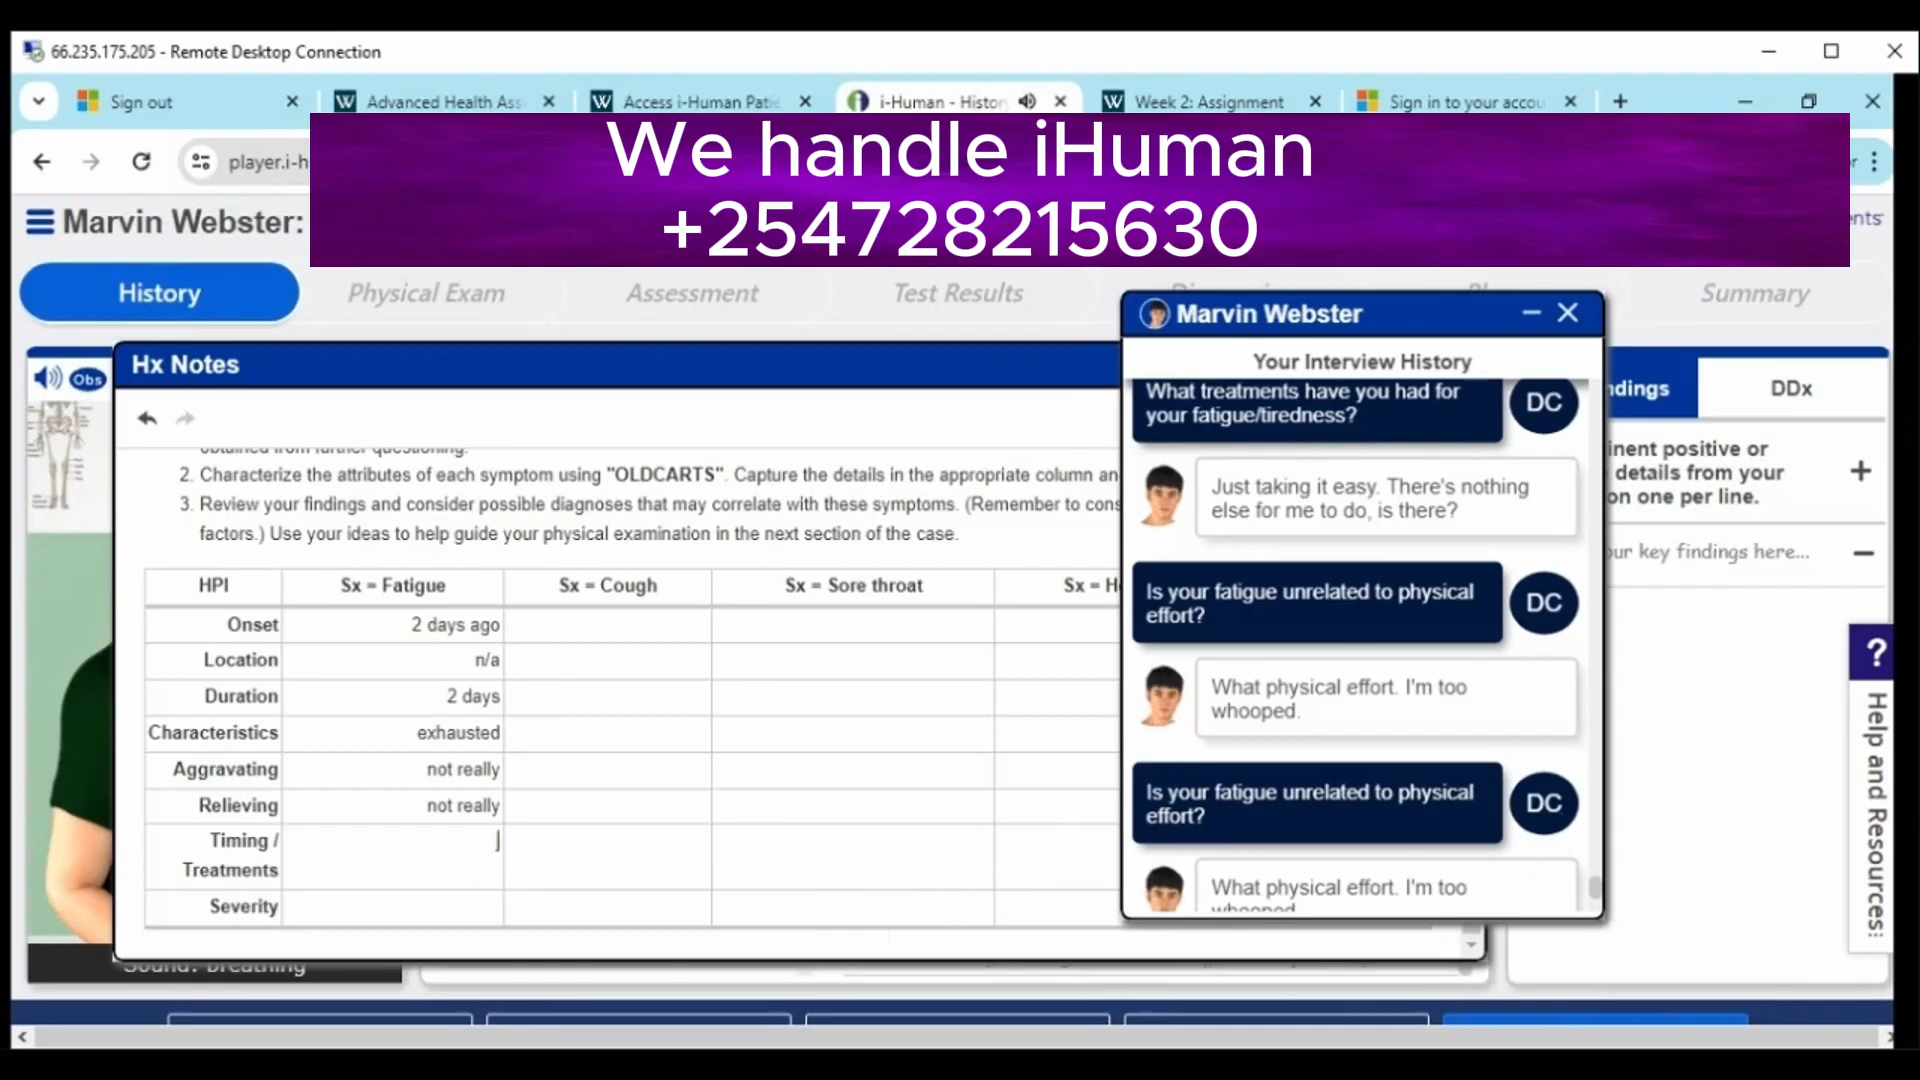 66.235.175.205 - Remote Desktop Connection
Sign out
Advanced Health Ass
Access i-Human Patie
i-Human - Histor
Week 2: Assignment
Sign in to your accou
player.i-h
We handle iHuman
+254728215630
Marvin Webster:
History
Physical Exam
Assessment
Test Results
Summary
Obs
Hx Notes
obtained from further questioning.
2. Characterize the attributes of each symptom using "OLDCARTS". Capture the details in the appropriate column an
3. Review your findings and consider possible diagnoses that may correlate with these symptoms. (Remember to cons
factors.) Use your ideas to help guide your physical examination in the next section of the case.
HPI Sx = Fatigue Sx = Cough Sx = Sore throat Sx = H
Onset 2 days ago
Location n/a
Duration 2 days
Characteristics exhausted
Aggravating not really
Relieving not really
Timing /
Treatments
Severity
Marvin Webster
Your Interview History
What treatments have you had for
your fatigue/tiredness?
DC
Just taking it easy. There's nothing
else for me to do, is there?
Is your fatigue unrelated to physical
effort?
DC
What physical effort. I'm too
whooped.
Is your fatigue unrelated to physical
effort?
DC
What physical effort. I'm too
whooped.
ndings
DDx
inent positive or
details from your
on one per line.
our key findings here...
?
Help and Resources:
Sound: breathing